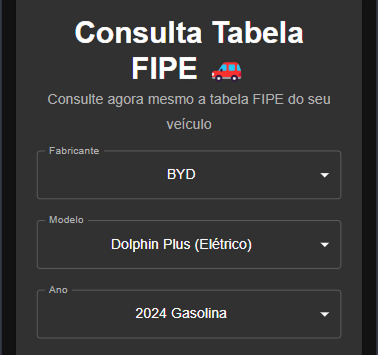 Consulta Tabela
FIPE 🚗
Consulte agora mesmo a tabela FIPE do seu
veículo
Fabricante
BYD
Modelo
Dolphin Plus (Elétrico)
Ano
2024 Gasolina